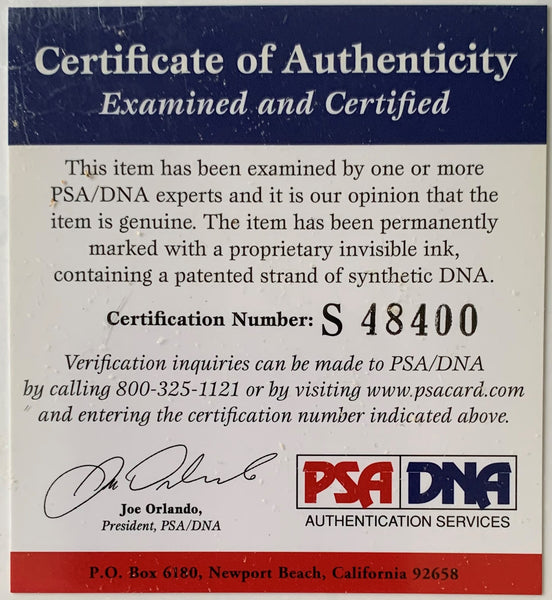 Certificate of Authenticity
Examined and Certified
This item has been examined by one or more
PSA/DNA experts and it is our opinion that the
item is genuine. The item has been permanently
marked with a proprietary invisible ink,
containing a patented strand of synthetic DNA.
Certification Number: S 48400
Verification inquiries can be made to PSA/DNA
by calling 800-325-1121 or by visiting www.psacard.com
and entering the certification number indicated above.
Joe Orlando,
President, PSA/DNA
PSA DNA
AUTHENTICATION SERVICES
P.O. Box 6180, Newport Beach, California 92658